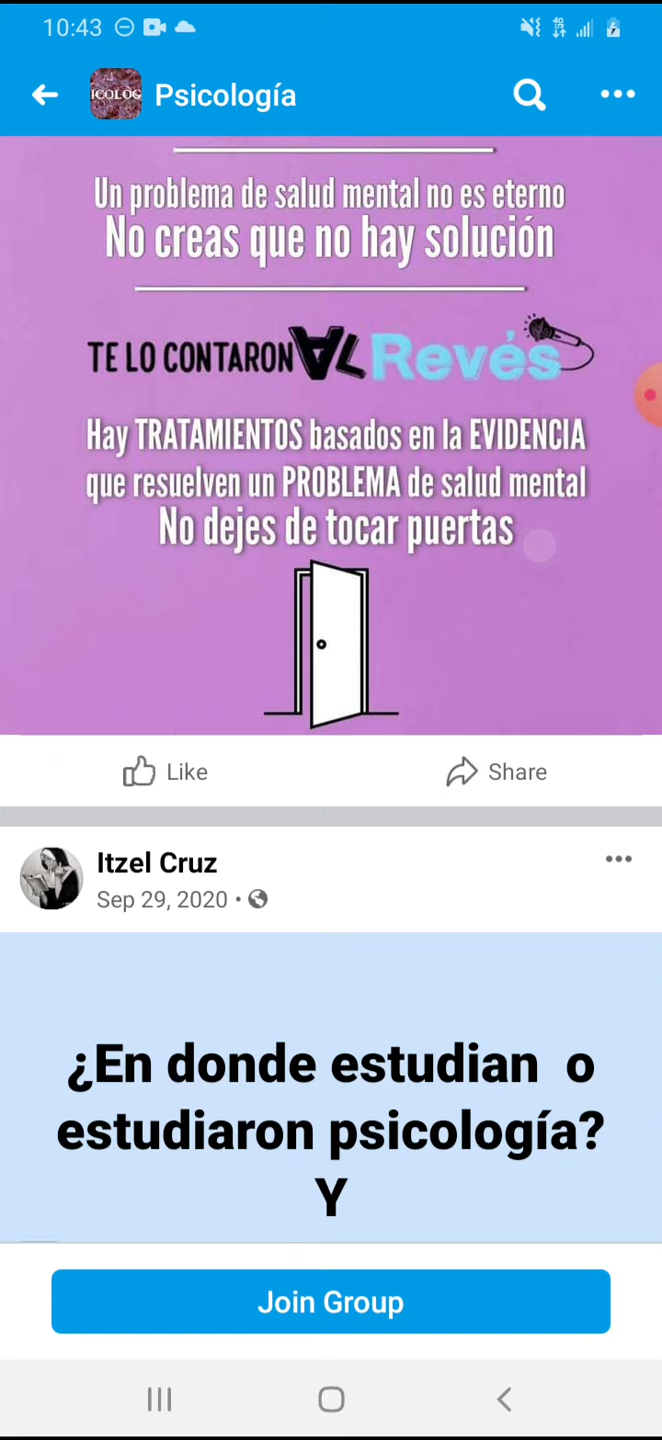 10:43
ICOLOG
Psicología
Un problema de salud mental no es eterno
No creas que no hay solución
TE LO CONTARON AL Revés
Hay TRATAMIENTOS basados en la EVIDENCIA
que resuelven un PROBLEMA de salud mental
No dejes de tocar puertas
Like
Share
Itzel Cruz
Sep 29, 2020 •
¿En donde estudian o
estudiaron psicología?
Y
Join Group